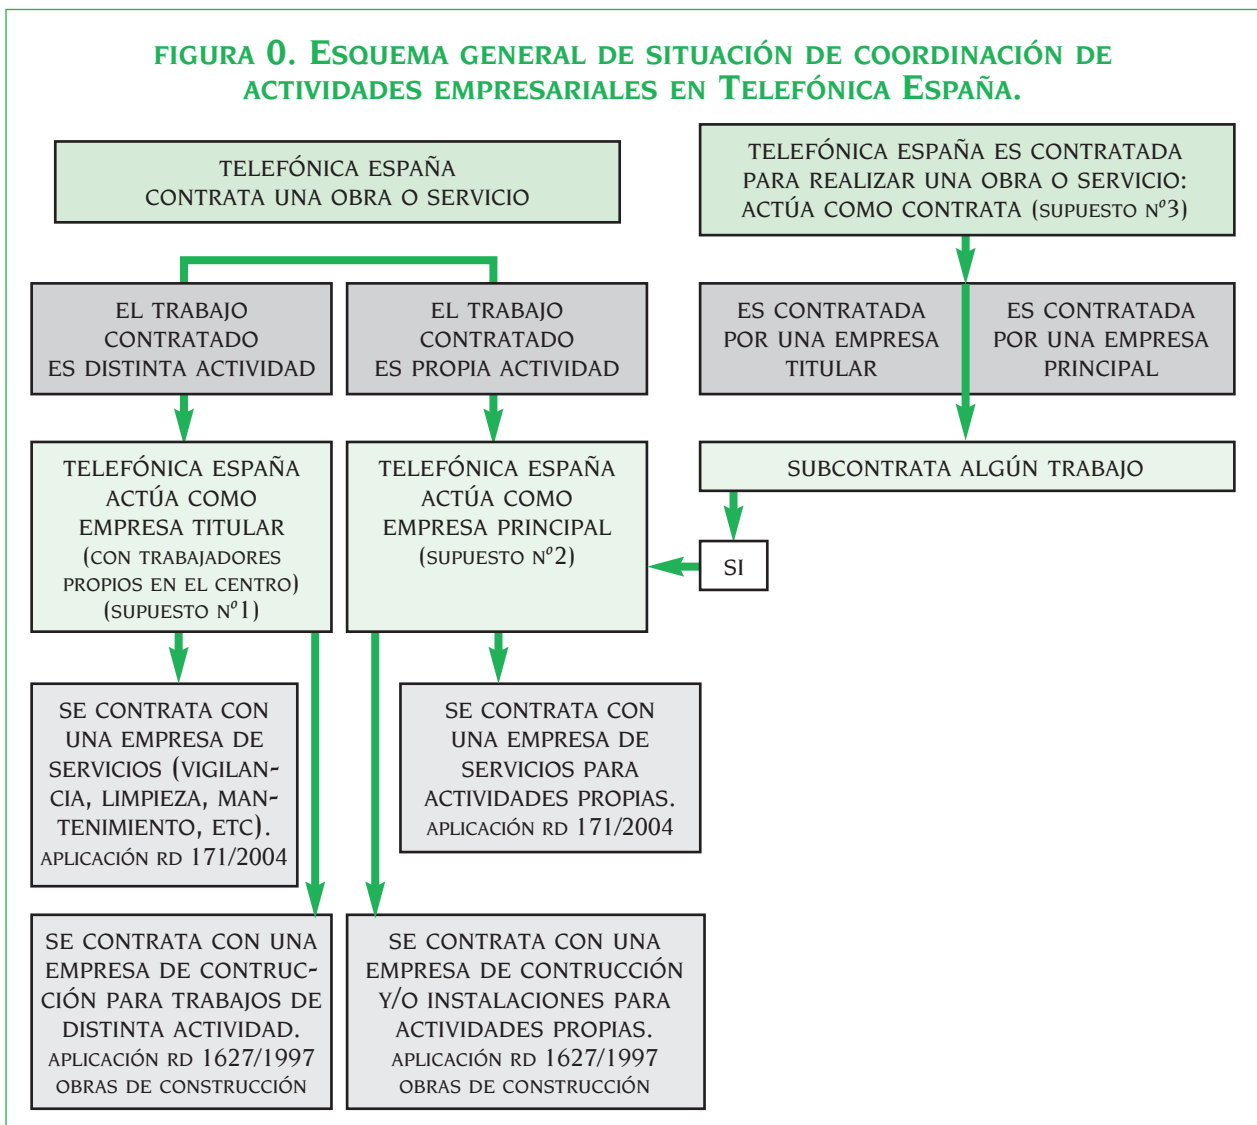 FIGURA 0. ESQUEMA GENERAL DE SITUACIÓN DE COORDINACIÓN DE
ACTIVIDADES EMPRESARIALES EN TELEFÓNICA ESPAÑA.
TELEFÓNICA ESPAÑA
CONTRATA UNA OBRA O SERVICIO
TELEFÓNICA ESPAÑA ES CONTRATADA
PARA REALIZAR UNA OBRA O SERVICIO:
ACTÚA COMO CONTRATA (SUPUESTO Nº3)
EL TRABAJO
CONTRATADO
ES DISTINTA ACTIVIDAD
EL TRABAJO
CONTRATADO
ES PROPIA ACTIVIDAD
ES CONTRATADA
POR UNA EMPRESA
TITULAR
ES CONTRATADA
POR UNA EMPRESA
PRINCIPAL
TELEFÓNICA ESPAÑA
ACTÚA COMO
EMPRESA TITULAR
(CON TRABAJADORES
PROPIOS EN EL CENTRO)
(SUPUESTO Nº1)
TELEFÓNICA ESPAÑA
ACTÚA COMO
EMPRESA PRINCIPAL
(SUPUESTO Nº2)
SUBCONTRATA ALGÚN TRABAJO
SI
SE CONTRATA CON
UNA EMPRESA DE
SERVICIOS (VIGILAN-
CIA, LIMPIEZA, MAN-
TENIMIENTO, ETC).
APLICACIÓN RD 171/2004
SE CONTRATA CON
UNA EMPRESA DE
SERVICIOS PARA
ACTIVIDADES PROPIAS.
APLICACIÓN RD 171/2004
SE CONTRATA CON UNA
EMPRESA DE CONTRUC-
CIÓN PARA TRABAJOS DE
DISTINTA ACTIVIDAD.
APLICACIÓN RD 1627/1997
OBRAS DE CONSTRUCCIÓN
SE CONTRATA CON UNA
EMPRESA DE CONTRUCCIÓN
Y/O INSTALACIONES PARA
ACTIVIDADES PROPIAS.
APLICACIÓN RD 1627/1997
OBRAS DE CONSTRUCCIÓN